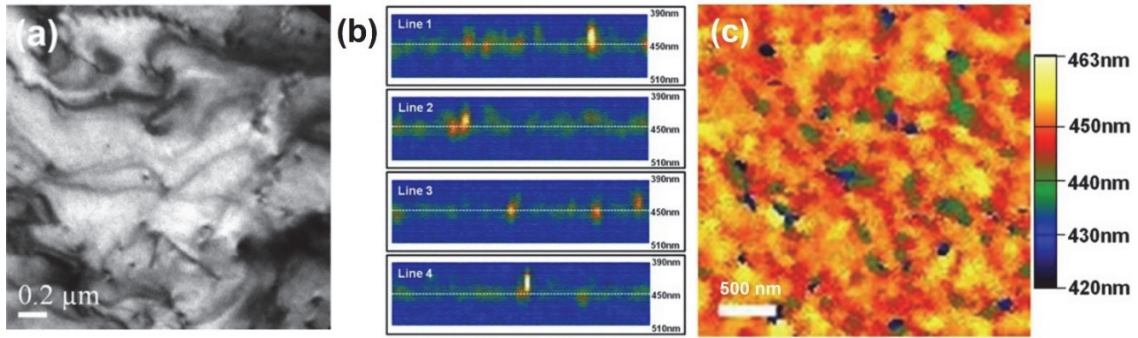 (a)
0.2 µm
(b)
Line 1
390nm
450nm
510nm
Line 2
390nm
450nm
510nm
Line 3
390nm
450nm
510nm
Line 4
390nm
450nm
510nm
(c)
500 nm
463nm
450nm
440nm
430nm
420nm